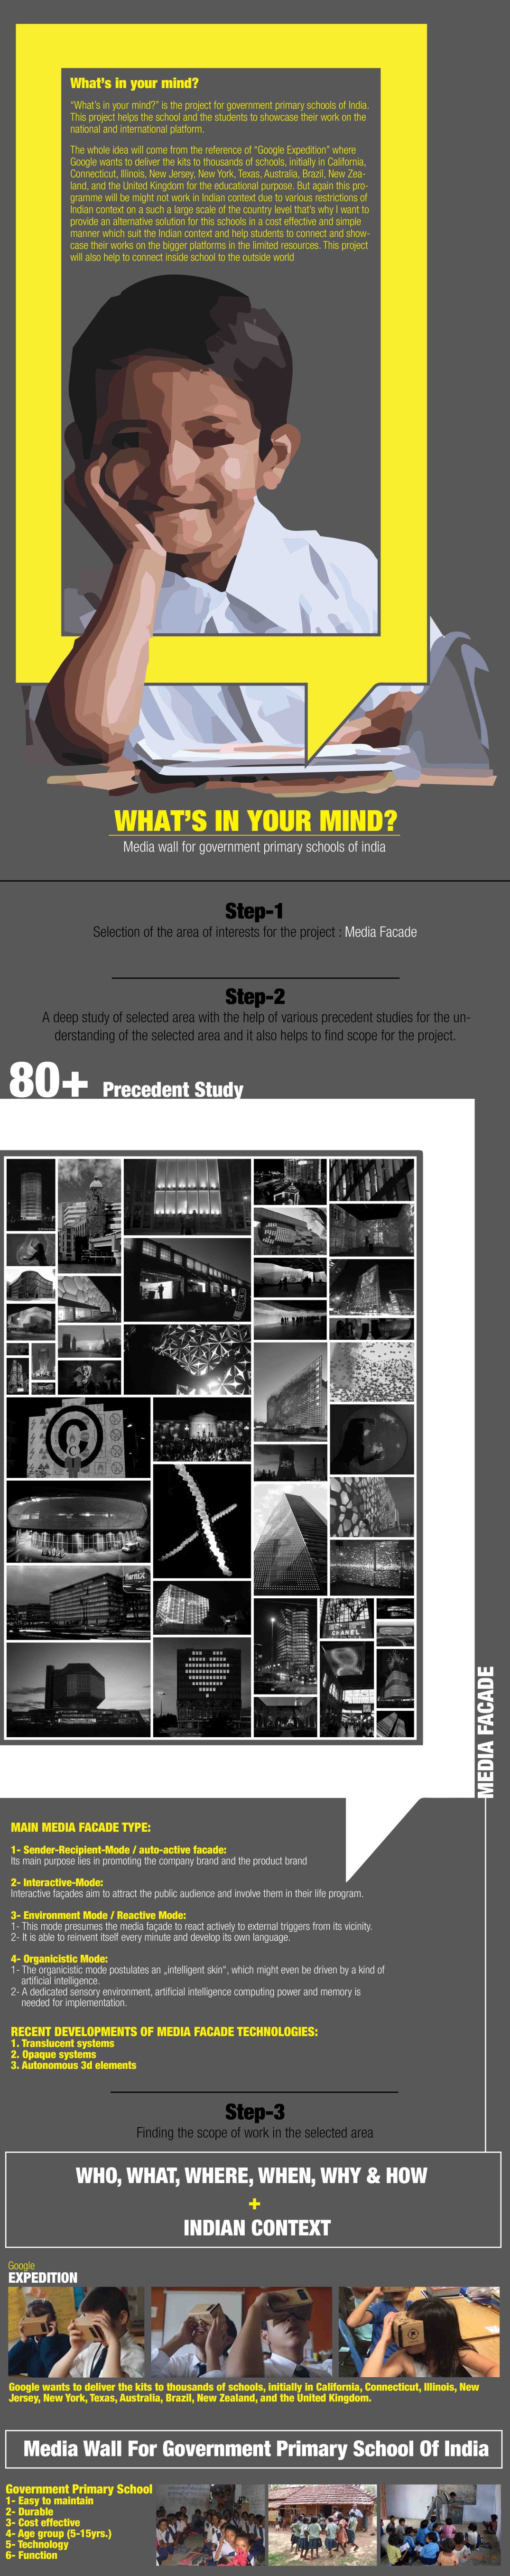 What's in your mind?
"What's in your mind?" is the project for government primary schools of India.
This project helps the school and the students to showcase their work on the
national and international platform.
The whole idea will come from the reference of "Google Expedition" where
Google wants to deliver the kits to thousands of schools, initially in California,
Connecticut, Illinois, New Jersey, New York, Texas, Australia, Brazil, New Zea-
land, and the United Kingdom for the educational purpose. But again this pro-
gramme will be might not work in Indian context due to various restrictions of
Indian context on a such a large scale of the country level that's why I want to
provide an alternative solution for this schools in a cost effective and simple
manner which suit the Indian context and help students to connect and show-
case their works on the bigger platforms in the limited resources. This project
will also help to connect inside school to the outside world
WHAT'S IN YOUR MIND?
Media wall for government primary schools of india
Step-1
Selection of the area of interests for the project : Media Facade
Step-2
A deep study of selected area with the help of various precedent studies for the un-
derstanding of the selected area and it also helps to find scope for the project.
80+ Precedent Study
C
CHANEL
MEDIA FACADE
MAIN MEDIA FACADE TYPE:
1- Sender-Recipient-Mode / auto-active facade:
Its main purpose lies in promoting the company brand and the product brand
2- Interactive-Mode:
Interactive façades aim to attract the public audience and involve them in their life program.
3- Environment Mode / Reactive Mode:
1- This mode presumes the media façade to react actively to external triggers from its vicinity.
2- It is able to reinvent itself every minute and develop its own language.
4- Organicistic Mode:
1- The organicistic mode postulates an „intelligent skin", which might even be driven by a kind of
artificial intelligence.
2- A dedicated sensory environment, artificial intelligence computing power and memory is
needed for implementation.
RECENT DEVELOPMENTS OF MEDIA FACADE TECHNOLOGIES:
1. Translucent systems
2. Opaque systems
3. Autonomous 3d elements
Step-3
Finding the scope of work in the selected area
WHO, WHAT, WHERE, WHEN, WHY & HOW
+
INDIAN CONTEXT
Google
EXPEDITION
Google wants to deliver the kits to thousands of schools, initially in California, Connecticut, Illinois, New
Jersey, New York, Texas, Australia, Brazil, New Zealand, and the United Kingdom.
Media Wall For Government Primary School Of India
Government Primary School
1- Easy to maintain
2- Durable
3- Cost effective
4- Age group (5-15yrs.)
5- Technology
6- Function